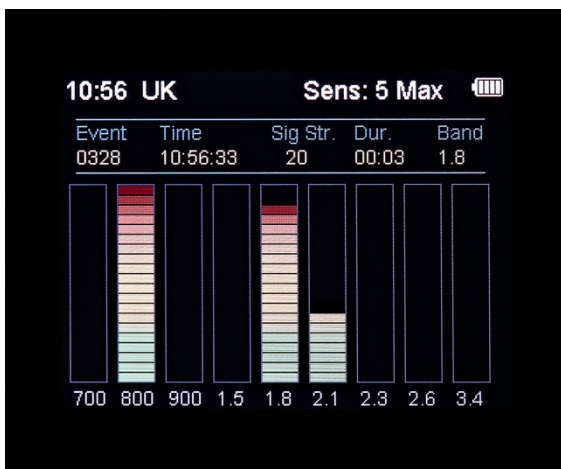 10:56 UK Sens: 5 Max
Event Time Sig Str. Dur. Band
0328 10:56:33 20 00:03 1.8
700 800 900 1.5 1.8 2.1 2.3 2.6 3.4